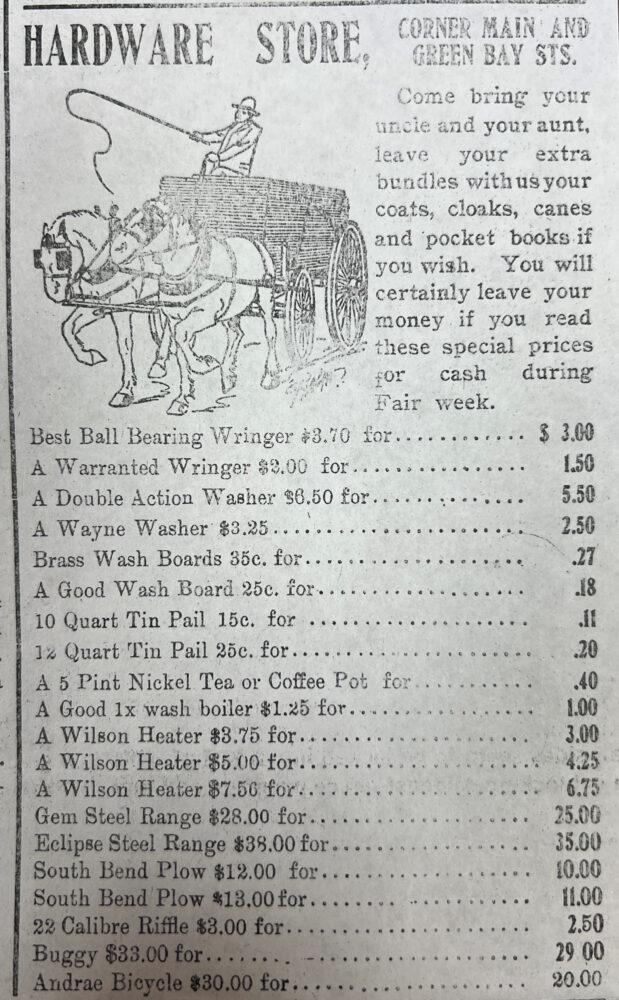 HARDWARE STORE,
CORNER MAIN AND
GREEN BAY STS.
Come bring your
uncle and your aunt,
leave your extra
bundles with us your
coats, cloaks, canes
and pocket books if
you wish. You will
certainly leave your
money if you read
these special prices
for cash during
Fair week.
Best Ball Bearing Wringer $3.70 for............ $ 3.00
A Warranted Wringer $2.00 for................ 1.50
A Double Action Washer $6.50 for.............. 5.50
A Wayne Washer $3.25....................... 2.50
Brass Wash Boards 35c. for.................... .27
A Good Wash Board 25c. for................... .18
10 Quart Tin Pail 15c. for .................... .11
12 Quart Tin Pail 25c. for...................... .20
A 5 Pint Nickel Tea or Coffee Pot for........... .40
A Good 1x wash boiler $1.25 for................ 1.00
A Wilson Heater $3.75 for..................... 3.00
A Wilson Heater $5.00 for..................... 4.25
A Wilson Heater $7.50 for..................... 6.75
Gem Steel Range $28.00 for.................... 25.00
Eclipse Steel Range $38.00 for.................. 35.00
South Bend Plow $12.00 for................... 10.00
South Bend Plow $13.00 for.................... 11.00
22 Calibre Riffle $3.00 for...................... 2.50
Buggy $33.00 for............................. 29 00
Andrae Bicycle $30.00 for...................... 20.00